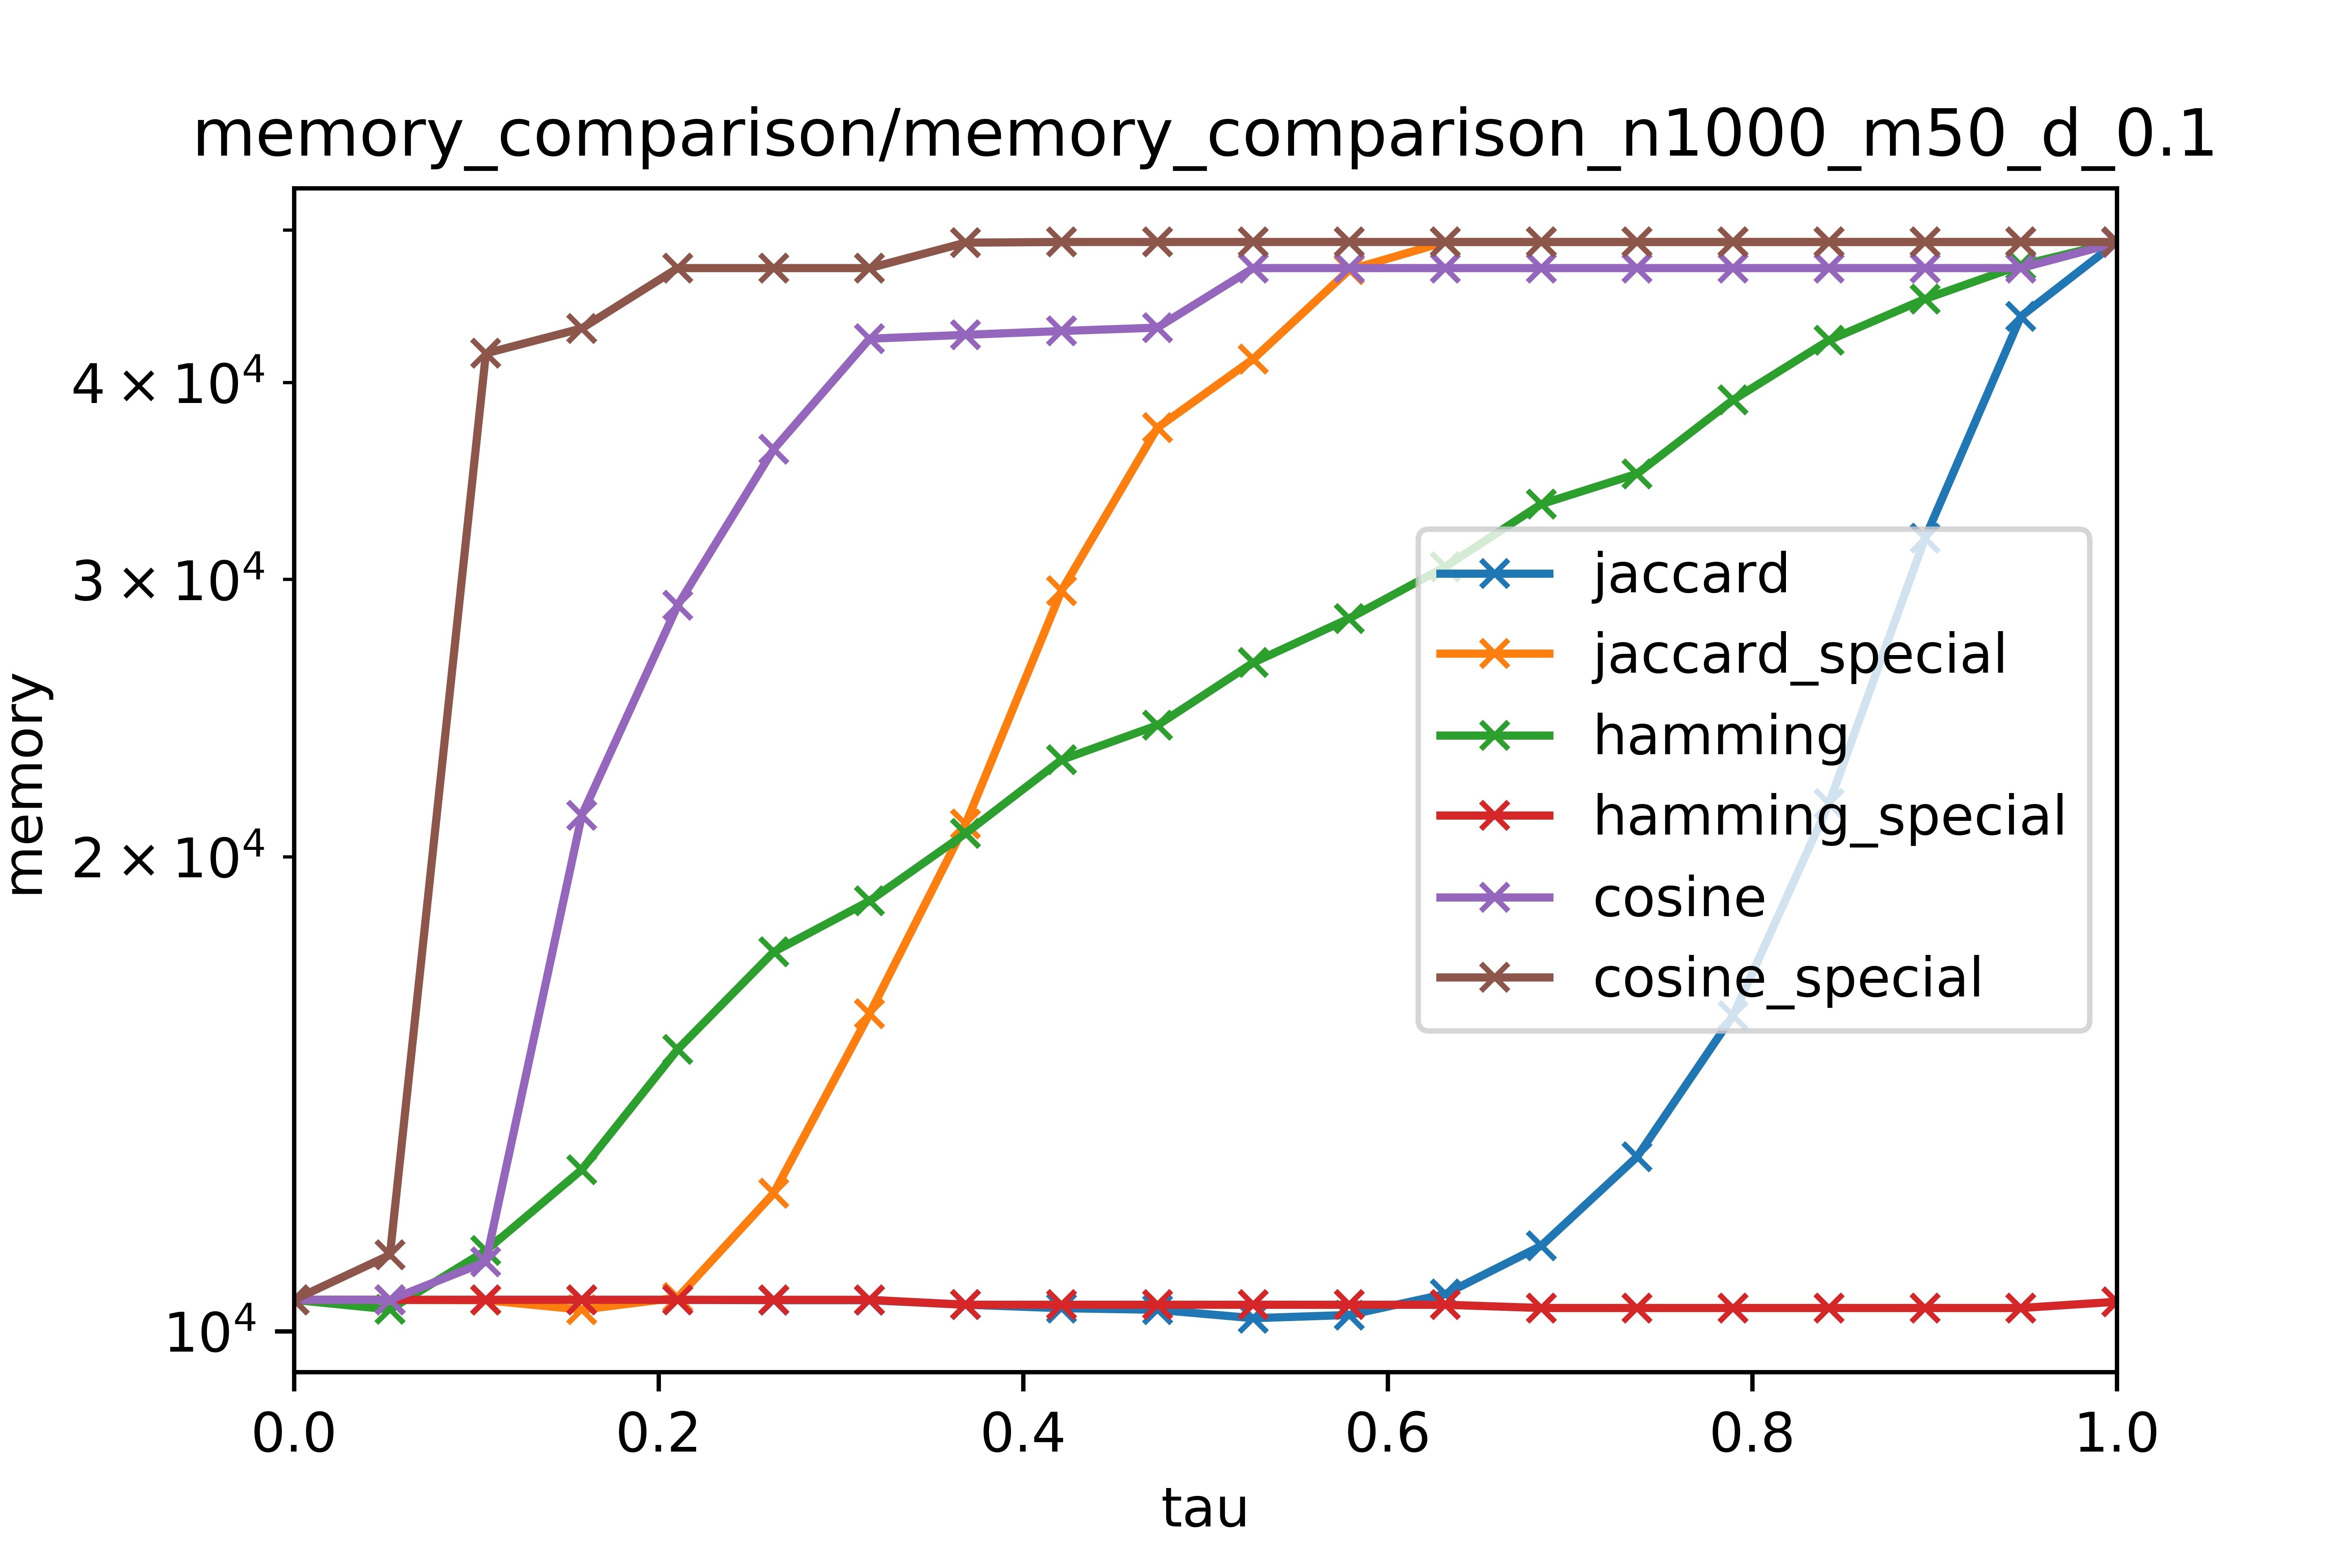 memory_comparison/memory_comparison_n1000_m50_d_0.1
memory
4 × 10⁴
3 × 10⁴
2 × 10⁴
10⁴
jaccard
jaccard_special
hamming
hamming_special
cosine
cosine_special
0.0 0.2 0.4 0.6 0.8 1.0
tau